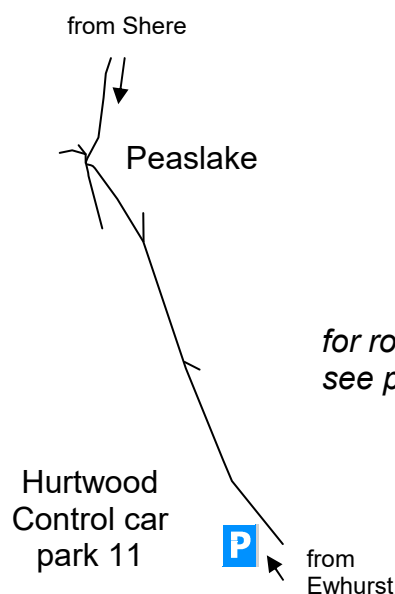 from Shere
Peaslake
for ro
see p
Hurtwood
Control car
park 11
P
from
Ewhurst